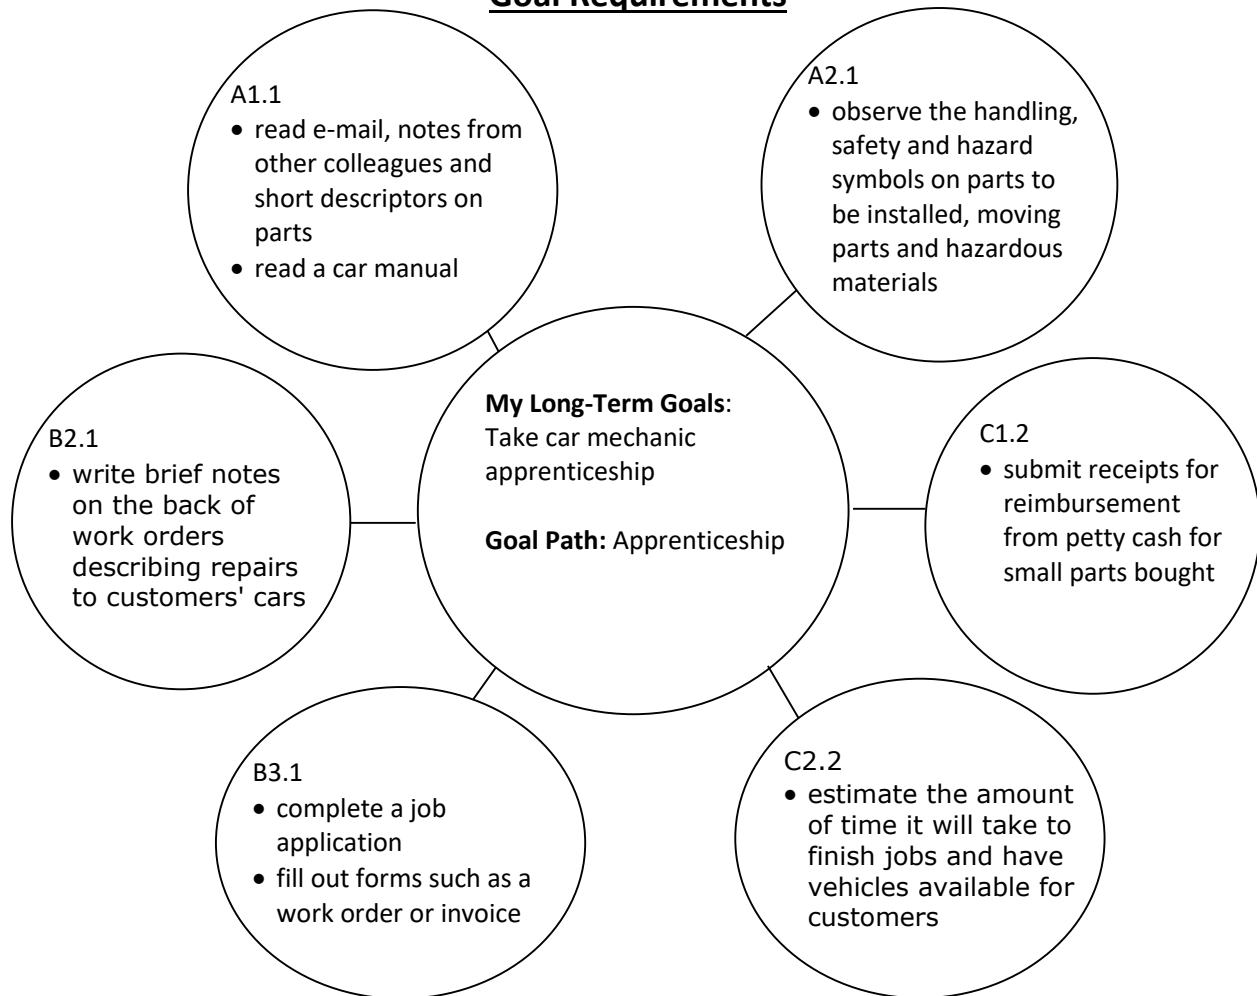 Goal Requirements
A1.1
• read e-mail, notes from
other colleagues and
short descriptors on
parts
• read a car manual
A2.1
• observe the handling,
safety and hazard
symbols on parts to
be installed, moving
parts and hazardous
materials
My Long-Term Goals:
Take car mechanic
apprenticeship
Goal Path: Apprenticeship
B2.1
• write brief notes
on the back of
work orders
describing repairs
to customers' cars
C1.2
• submit receipts for
reimbursement
from petty cash for
small parts bought
B3.1
• complete a job
application
• fill out forms such as a
work order or invoice
C2.2
• estimate the amount
of time it will take to
finish jobs and have
vehicles available for
customers